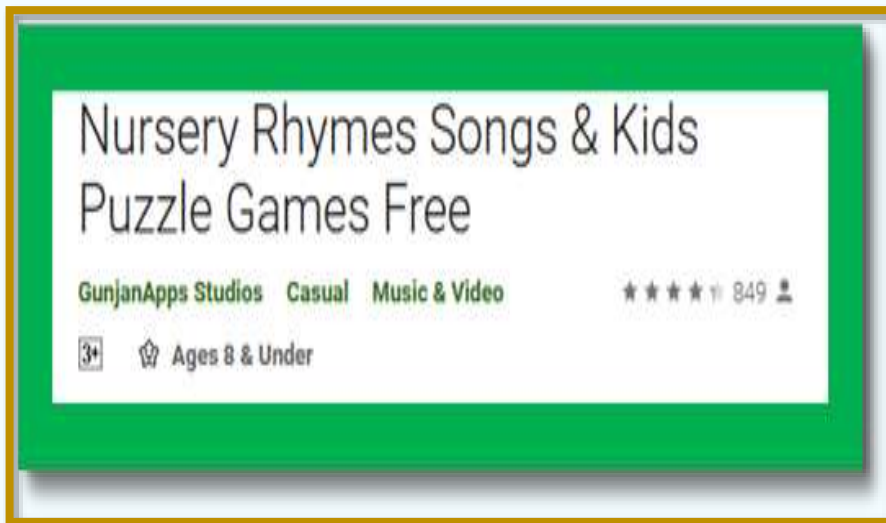 Nursery Rhymes Songs & Kids
Puzzle Games Free
GunjanApps Studios Casual Music & Video 849
3+ Ages 8 & Under